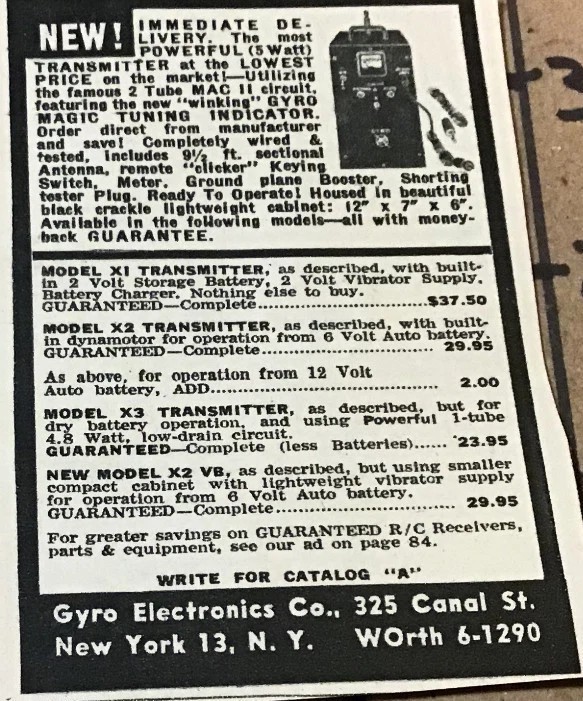 NEW! IMMEDIATE DE-
LIVERY. The most
POWERFUL (5 Watt)
TRANSMITTER at the LOWEST
PRICE on the market!—Utilizing
the famous 2 Tube MAC II circuit,
featuring the new "winking" GYRO
MAGIC TUNING INDICATOR.
Order direct from manufacturer
and save! Completely wired &
tested, includes 9½ ft. sectional
Antenna, remote "clicker" Keying
Switch, Meter, Ground plane Booster, Shorting
tester Plug. Ready To Operate! Housed in beautiful
black crackle lightweight cabinet: 12" x 7" x 6".
Available in the following models—all with money-
back GUARANTEE.
MODEL X1 TRANSMITTER, as described, with built-
in 2 Volt Storage Battery, 2 Volt Vibrator Supply,
Battery Charger. Nothing else to buy.
GUARANTEED—Complete..........................$37.50
MODEL X2 TRANSMITTER, as described, with built-
in dynamotor for operation from 6 Volt Auto battery.
GUARANTEED—Complete.......................... 29.95
As above, for operation from 12 Volt
Auto battery, ADD.................................... 2.00
MODEL X3 TRANSMITTER, as described, but for
dry battery operation, and using Powerful 1-tube
4.8 Watt, low-drain circuit.
GUARANTEED—Complete (less Batteries)...... 23.95
NEW MODEL X2 VB, as described, but using smaller
compact cabinet with lightweight vibrator supply
for operation from 6 Volt Auto battery.
GUARANTEED—Complete............................. 29.95
For greater savings on GUARANTEED R/C Receivers,
parts & equipment, see our ad on page 84.
WRITE FOR CATALOG "A"
Gyro Electronics Co., 325 Canal St.
New York 13, N. Y. WOrth 6-1290